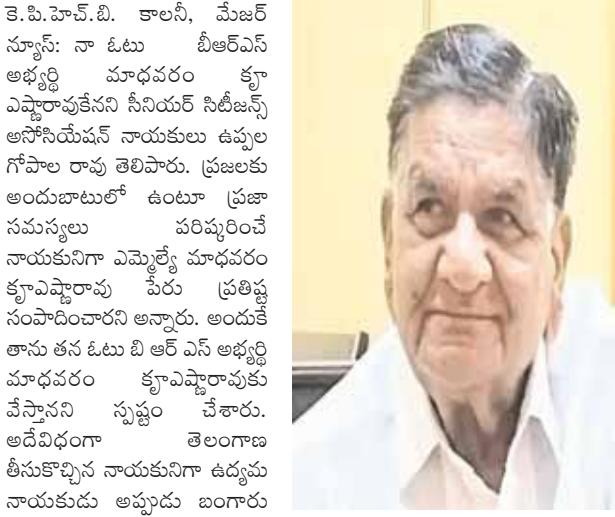 కె.పి.హెచ్.బి. కాలనీ, మేజర్
న్యూస్: నా ఓటు బీఆర్ఎస్
అభ్యర్థి మాధవరం కృ
ఎష్ణారావుకేనని సీనియర్ సిటీజన్స్
అసోసియేషన్ నాయకులు ఉప్పల
గోపాల రావు తెలిపారు. ప్రజలకు
అందుబాటులో ఉంటూ ప్రజా
సమస్యలు పరిష్కరించే
నాయకునిగా ఎమ్మెల్యే మాధవరం
కృఎష్ణారావు పేరు ప్రతిష్ట
సంపాదించారని అన్నారు. అందుకే
తాను తన ఓటు బి ఆర్ ఎస్ అభ్యర్థి
మాధవరం కృఎష్ణారావుకు
వేస్తానని స్పష్టం చేశారు.
అదేవిధంగా తెలంగాణ
తీసుకొచ్చిన నాయకునిగా ఉద్యమ
నాయకుడు అప్పుడు బంగారు